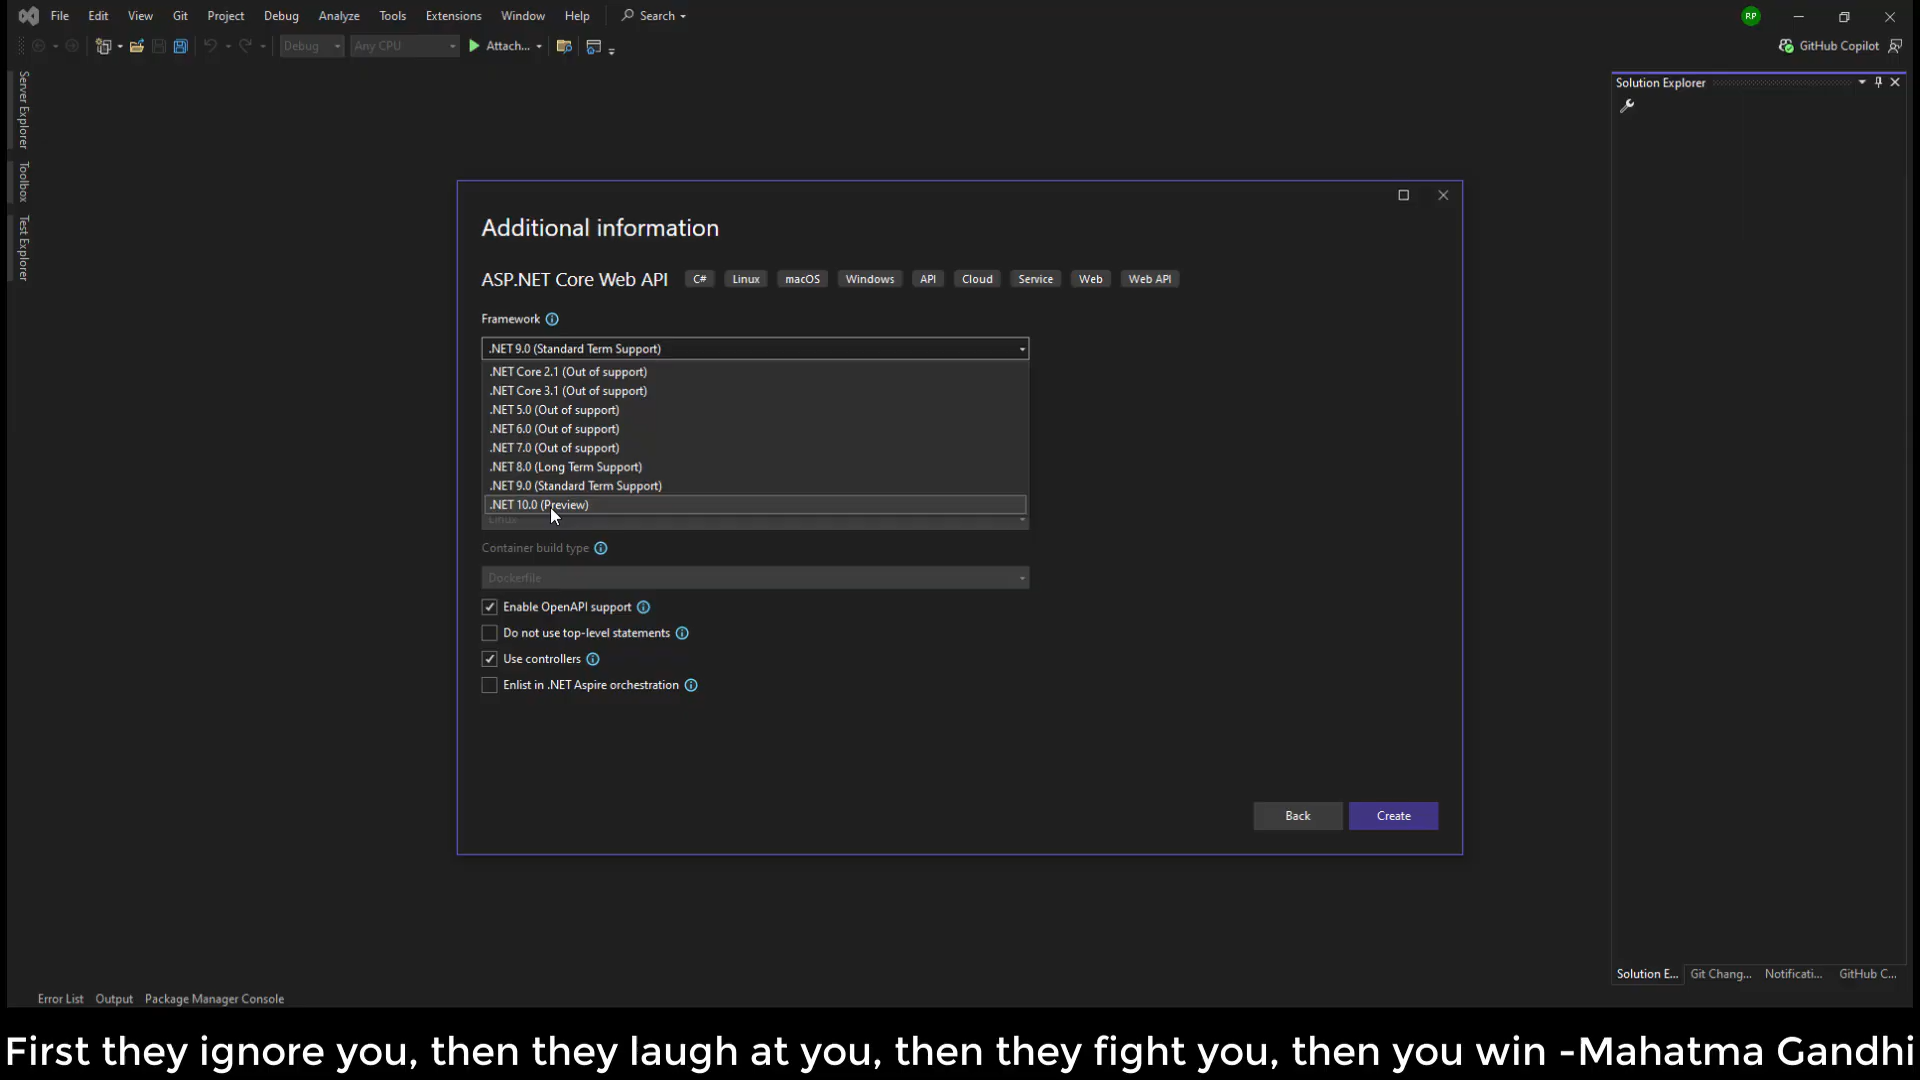 File Edit View Git Project Debug Analyze Tools Extensions Window Help Search RP
Debug Any CPU Attach... GitHub Copilot
Server Explorer
Toolbox
Test Explorer
Solution Explorer
Additional information
ASP.NET Core Web API C# Linux macOS Windows API Cloud Service Web Web API
Framework
.NET 9.0 (Standard Term Support)
.NET Core 2.1 (Out of support)
.NET Core 3.1 (Out of support)
.NET 5.0 (Out of support)
.NET 6.0 (Out of support)
.NET 7.0 (Out of support)
.NET 8.0 (Long Term Support)
.NET 9.0 (Standard Term Support)
.NET 10.0 (Preview)
Linux
Container build type
Dockerfile
Enable OpenAPI support
Do not use top-level statements
Use controllers
Enlist in .NET Aspire orchestration
Back Create
Solution E... Git Chang... Notificati... GitHub C...
Error List Output Package Manager Console
First they ignore you, then they laugh at you, then they fight you, then you win -Mahatma Gandhi